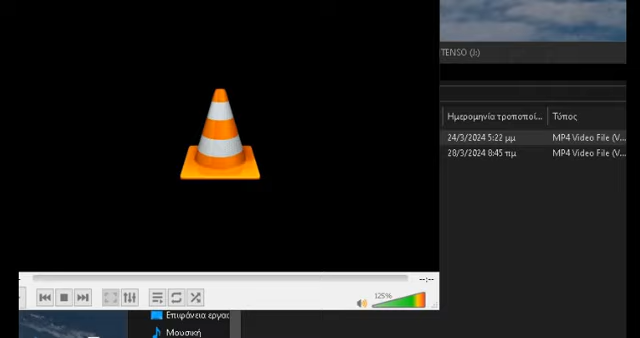 TENSO (J:)
Ημερομηνία τροποποί... Τύπος
24/3/2024 5:22 μμ MP4 Video File (V...
28/3/2024 8:45 πμ MP4 Video File (V...
--:--
125%
Επιφάνεια εργασ
Μουσική